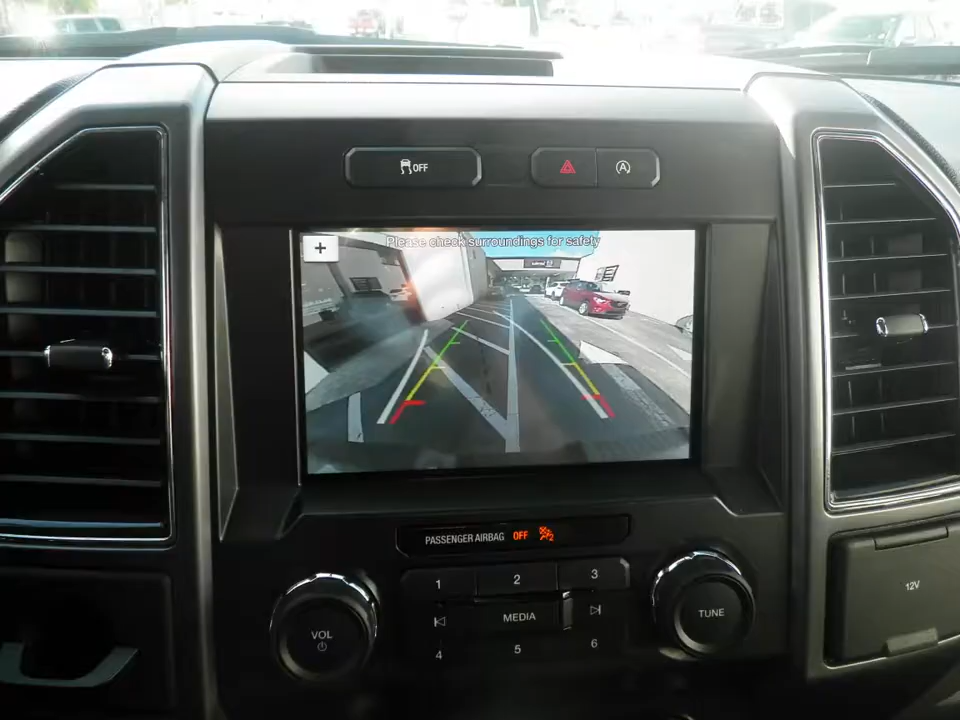 OFF
A
+
Please check surroundings for safety
PASSENGER AIRBAG OFF 2
1 2 3
MEDIA
4 5 6
VOL
TUNE
12V